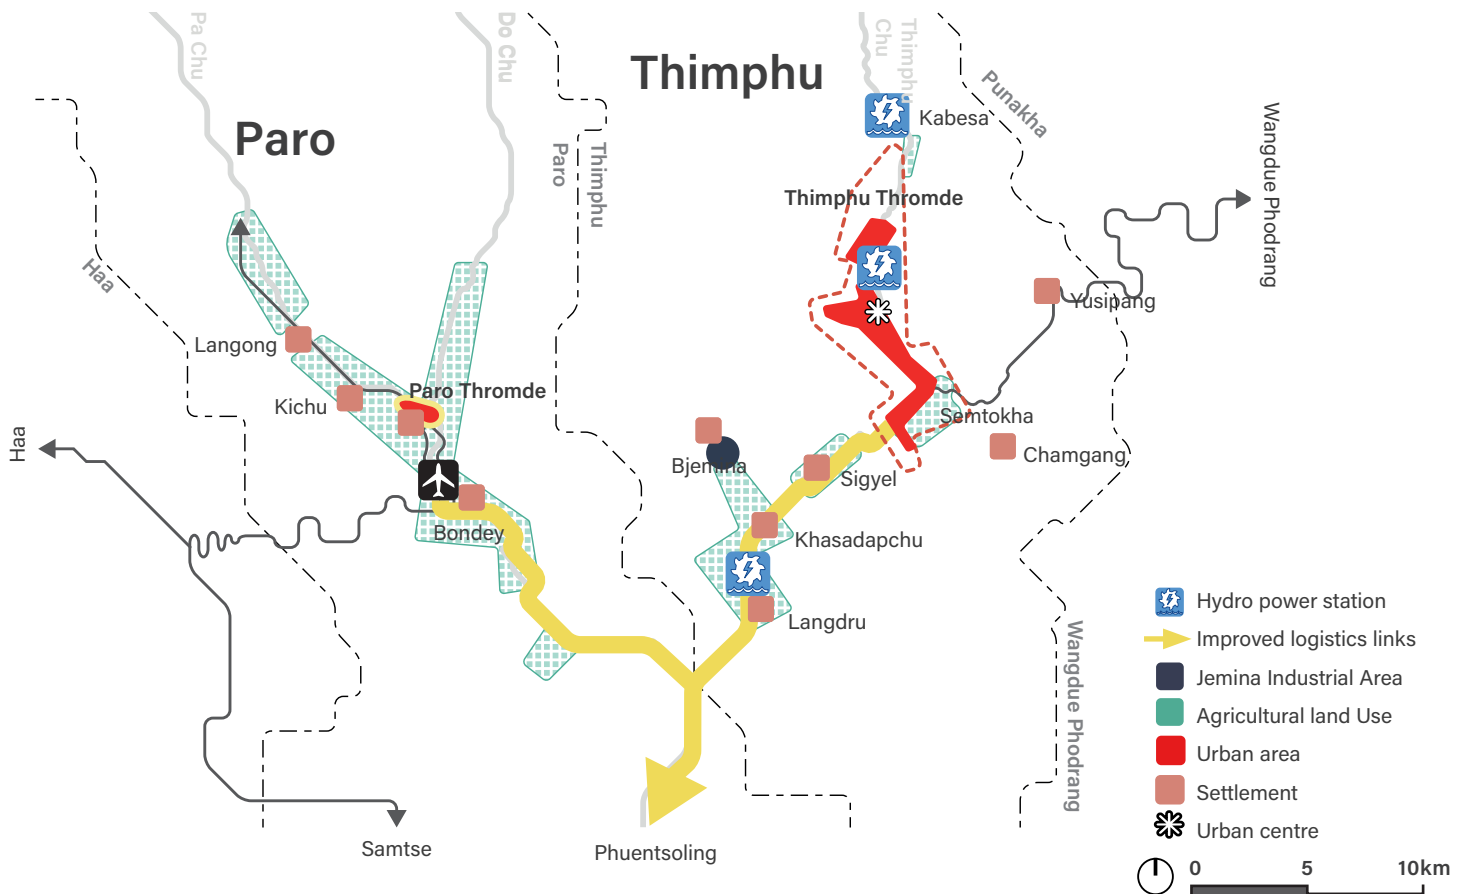 Pa Chu
Do Chu
Thimphu
Chu
Thimphu
Paro
Kabesa
Punakha
Wangdue Phodrang
Thimphu
Paro
Thimphu Thromde
Haa
Yusipang
Langong
Paro Thromde
Kichu
Semtokha
Haa
Bjemina
Chamgang
Sigyel
Bondey
Khasadapchu
Langdru
Wangdue Phodrang
Samtse
Phuentsoling
Hydro power station
Improved logistics links
Jemina Industrial Area
Agricultural land Use
Urban area
Settlement
Urban centre
0 5 10km